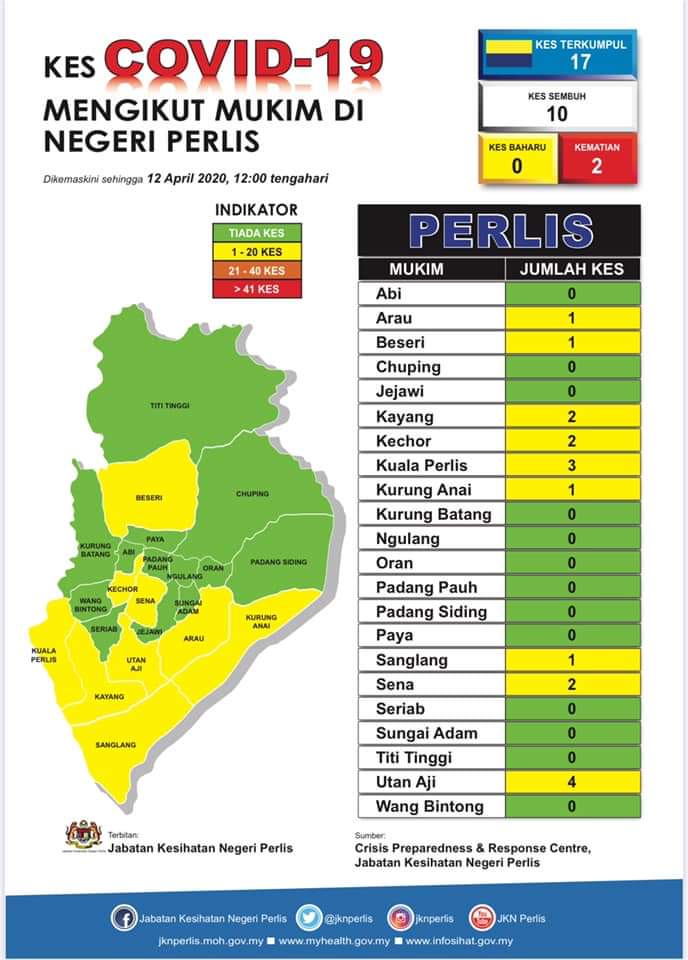 KES COVID-19
MENGIKUT MUKIM DI
NEGERI PERLIS
Dikemaskini sehingga 12 April 2020, 12:00 tengahari
KES TERKUMPUL
17
KES SEMBUH
10
KES BAHARU
0
KEMATIAN
2
INDIKATOR
TIADA KES
1 - 20 KES
21 - 40 KES
> 41 KES
TITI TINGGI
BESERI
CHUPING
PAYA
KURUNG
BATANG
ABI
PADANG
PAUH
ORAN
PADANG SIDING
NGULANG
KECHOR
WANG
BINTONG
SENA
SUNGAI
ADAM
SERIAB
JEJAWI
ARAU
KURUNG
ANAI
KUALA
PERLIS
UTAN
AJI
KAYANG
SANGLANG
PERLIS
MUKIM JUMLAH KES
Abi 0
Arau 1
Beseri 1
Chuping 0
Jejawi 0
Kayang 2
Kechor 2
Kuala Perlis 3
Kurung Anai 1
Kurung Batang 0
Ngulang 0
Oran 0
Padang Pauh 0
Padang Siding 0
Paya 0
Sanglang 1
Sena 2
Seriab 0
Sungai Adam 0
Titi Tinggi 0
Utan Aji 4
Wang Bintong 0
Terbitan:
Jabatan Kesihatan Negeri Perlis
Sumber:
Crisis Preparedness & Response Centre,
Jabatan Kesihatan Negeri Perlis
Jabatan Kesihatan Negeri Perlis @jknperlis jknperlis JKN Perlis
jknperlis.moh.gov.my ■ www.myhealth.gov.my ■ www.infosihat.gov.my